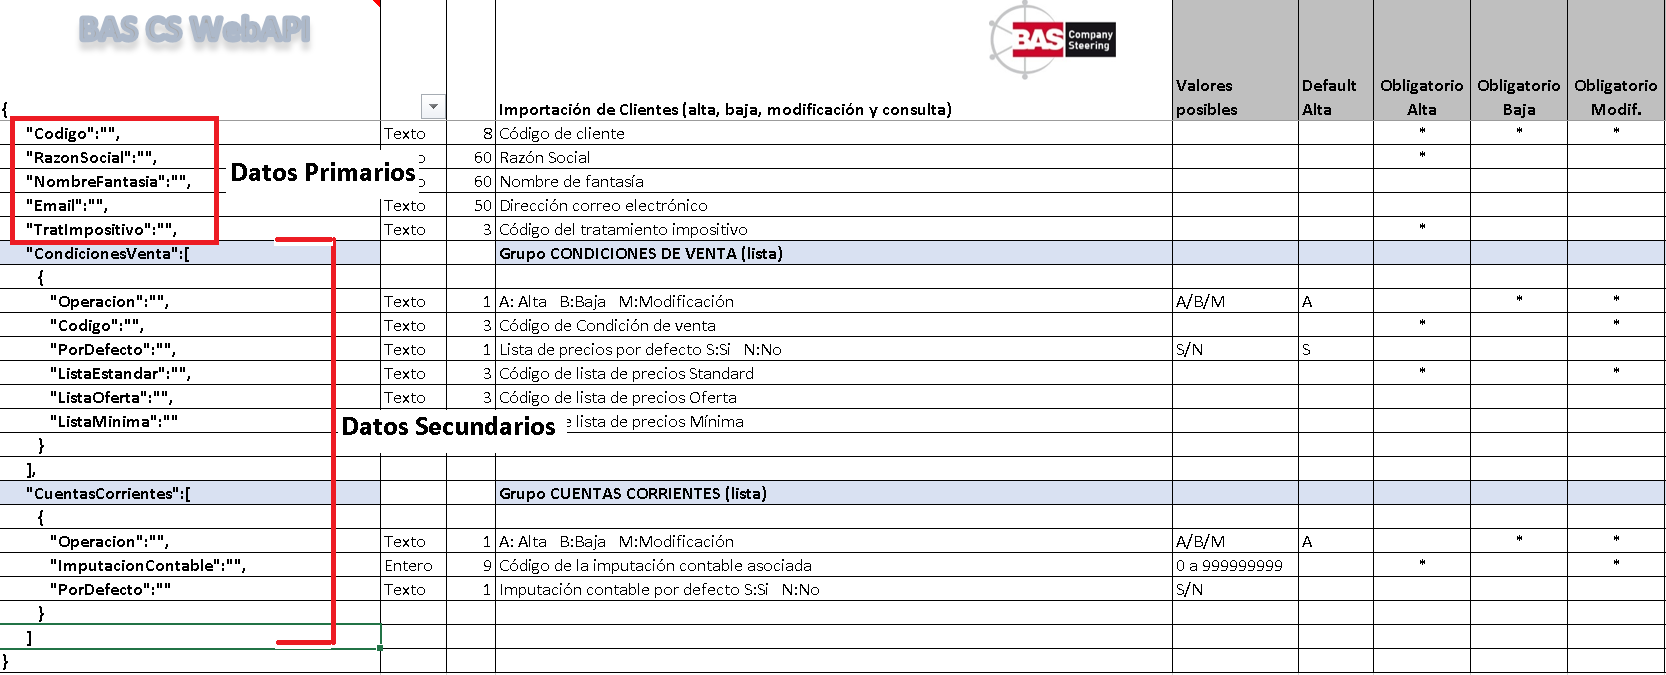 BAS CS WebAPI
BAS Company Steering
{ Importación de Clientes (alta, baja, modificación y consulta) Valores posibles Default Alta Obligatorio Alta Obligatorio Baja Obligatorio Modif.
"Codigo":"", Texto 8 Código de cliente * * *
"RazonSocial":"", o 60 Razón Social *
Datos Primarios
"NombreFantasia":"", o 60 Nombre de fantasía
"Email":"", Texto 50 Dirección correo electrónico
"TratImpositivo":"", Texto 3 Código del tratamiento impositivo *
"CondicionesVenta":[ Grupo CONDICIONES DE VENTA (lista)
{
"Operacion":"", Texto 1 A: Alta B:Baja M:Modificación A/B/M A * *
"Codigo":"", Texto 3 Código de Condición de venta * *
"PorDefecto":"", Texto 1 Lista de precios por defecto S:Si N:No S/N S
"ListaEstandar":"", Texto 3 Código de lista de precios Standard * *
"ListaOferta":"", Texto 3 Código de lista de precios Oferta
"ListaMinima":"" e lista de precios Mínima
Datos Secundarios
}
],
"CuentasCorrientes":[ Grupo CUENTAS CORRIENTES (lista)
{
"Operacion":"", Texto 1 A: Alta B:Baja M:Modificación A/B/M A * *
"ImputacionContable":"", Entero 9 Código de la imputación contable asociada 0 a 999999999 * *
"PorDefecto":"" Texto 1 Imputación contable por defecto S:Si N:No S/N
}
]
}